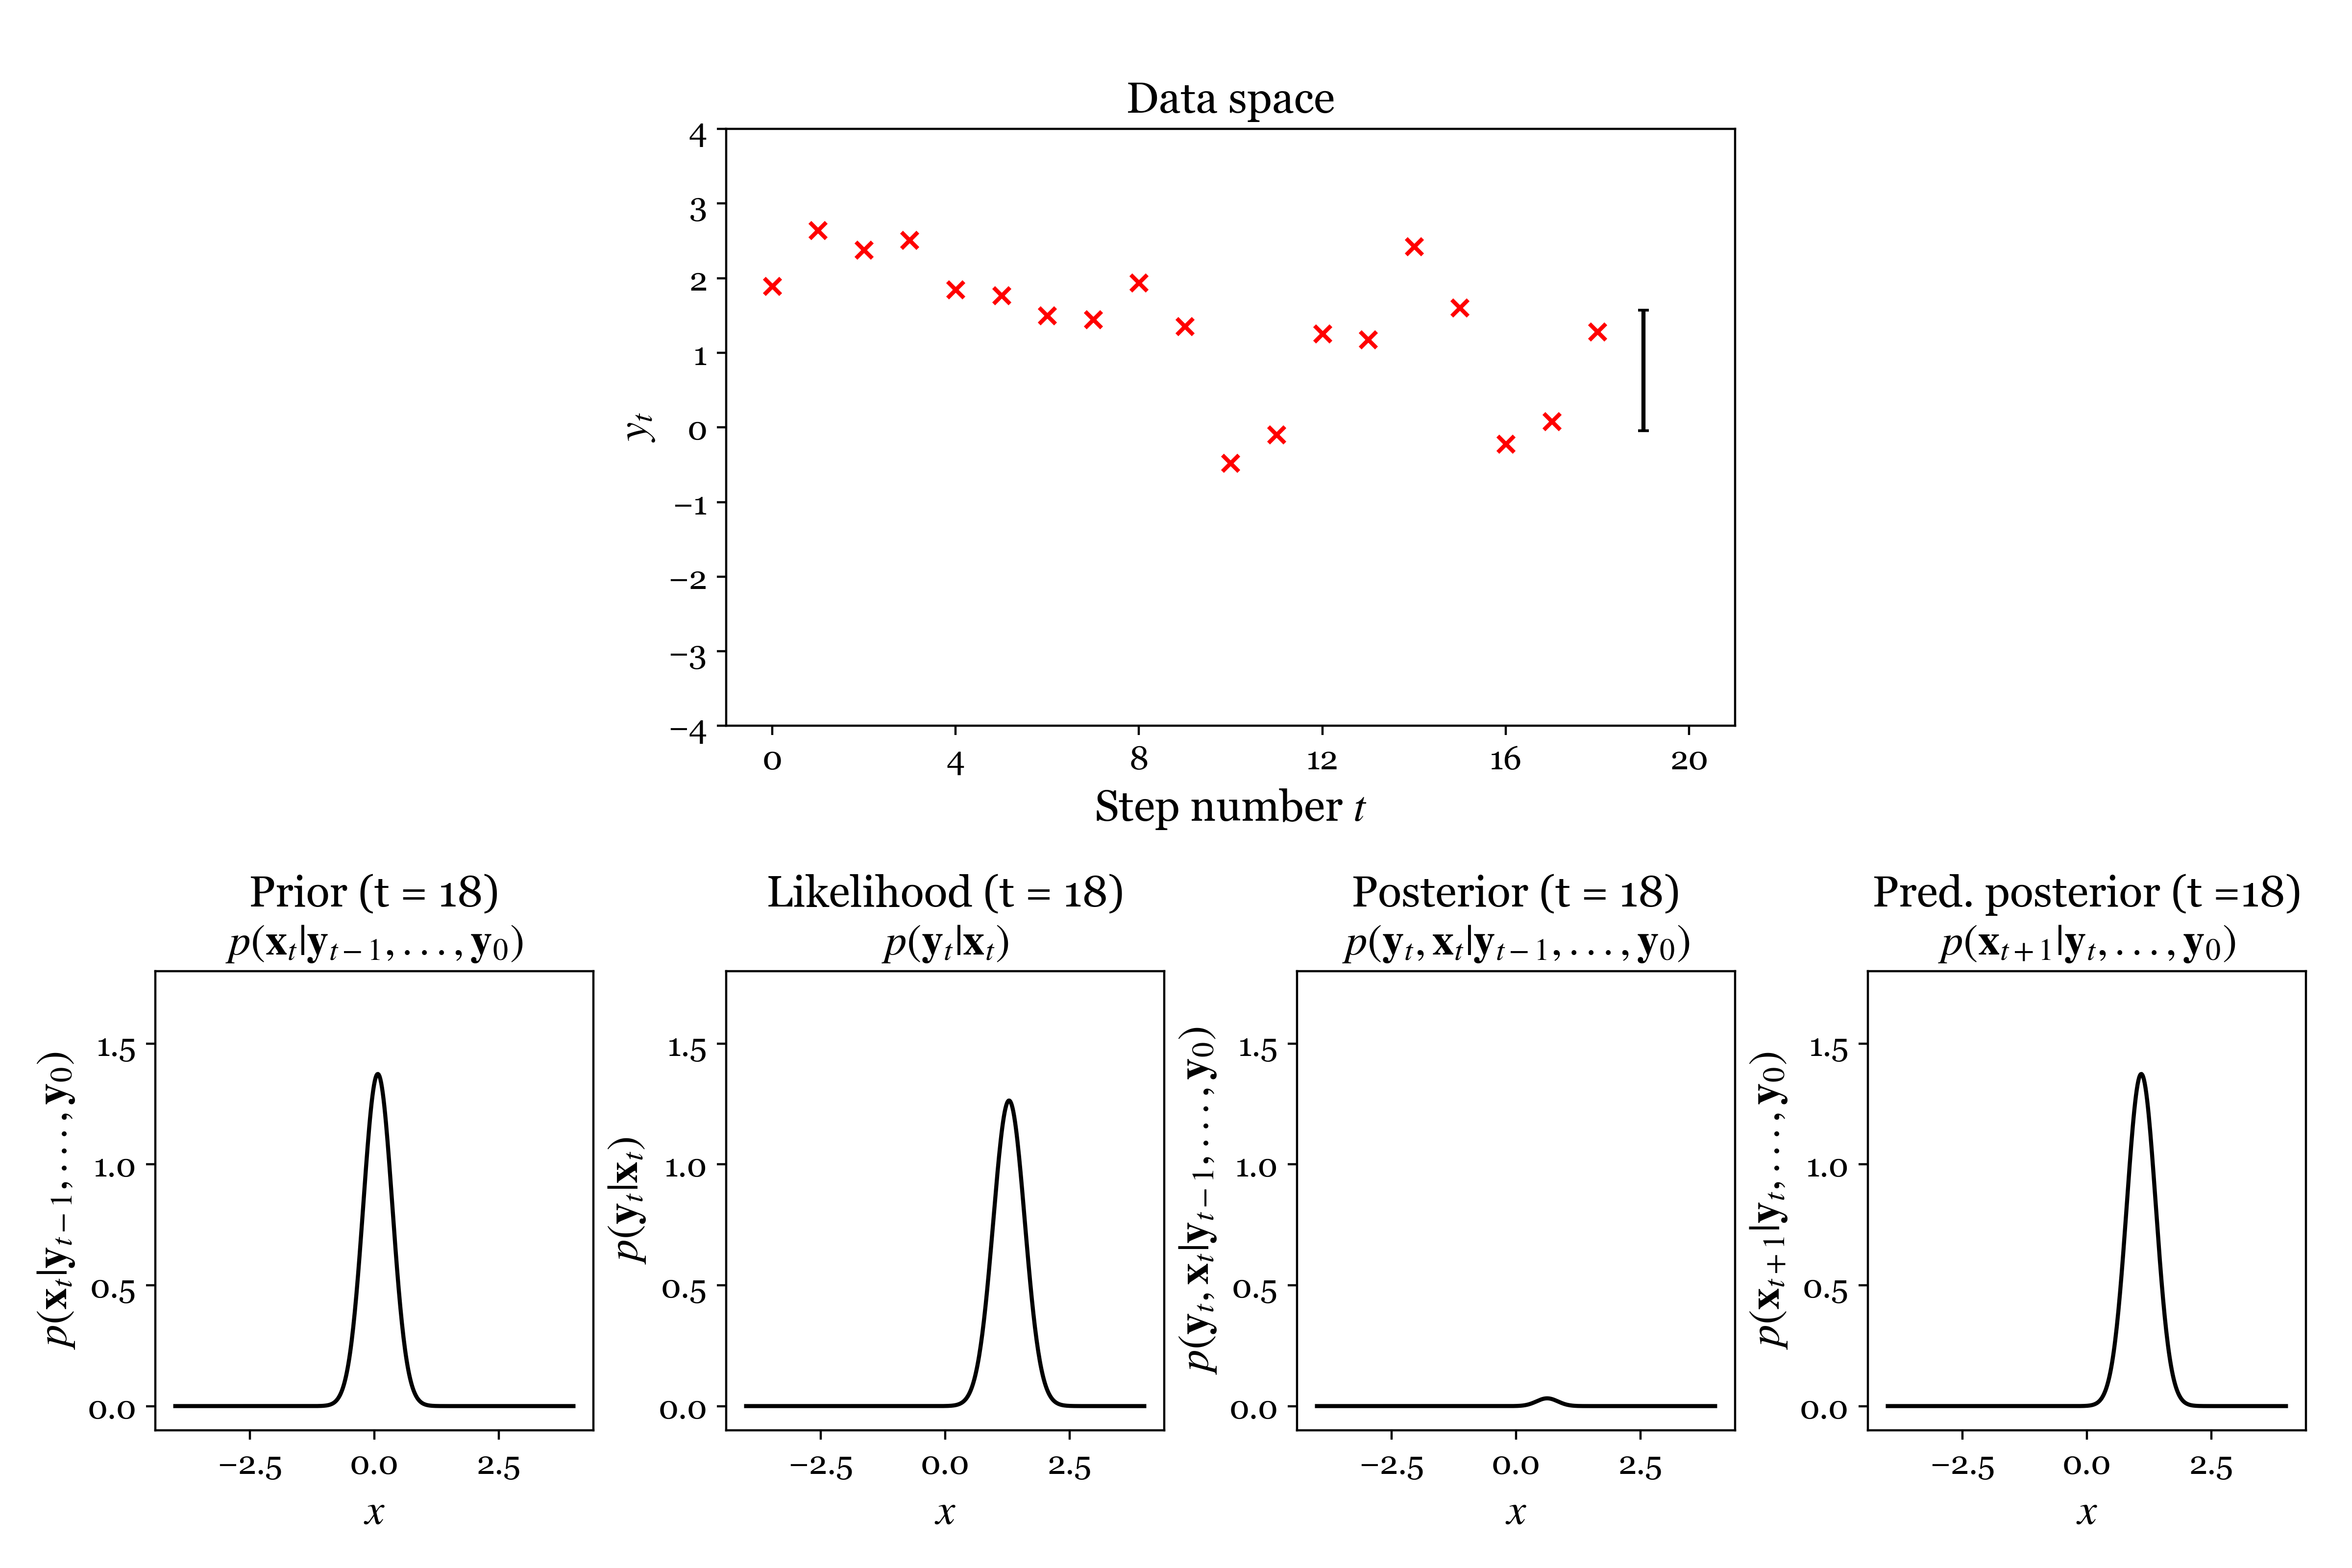 Data space
4
3
2
1
0
−1
−2
−3
−4
y_t
0 4 8 12 16 20
Step number t
Prior (t = 18)
p(x_t|y_{t−1}, . . . , y_0)
1.5
1.0
0.5
0.0
p(x_t|y_{t−1}, . . . , y_0)
−2.5 0.0 2.5
x
Likelihood (t = 18)
p(y_t|x_t)
1.5
1.0
0.5
0.0
p(y_t|x_t)
−2.5 0.0 2.5
x
Posterior (t = 18)
p(y_t, x_t|y_{t−1}, . . . , y_0)
1.5
1.0
0.5
0.0
p(y_t, x_t|y_{t−1}, . . . , y_0)
−2.5 0.0 2.5
x
Pred. posterior (t =18)
p(x_{t+1}|y_t, . . . , y_0)
1.5
1.0
0.5
0.0
p(x_{t+1}|y_t, . . . , y_0)
−2.5 0.0 2.5
x